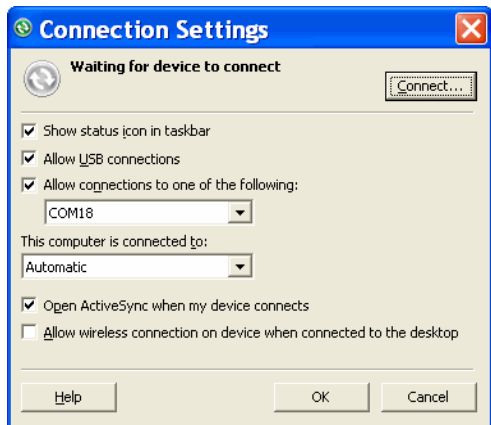 Connection Settings
Waiting for device to connect
Connect...
Show status icon in taskbar
Allow USB connections
Allow connections to one of the following:
COM18
This computer is connected to:
Automatic
Open ActiveSync when my device connects
Allow wireless connection on device when connected to the desktop
Help OK Cancel